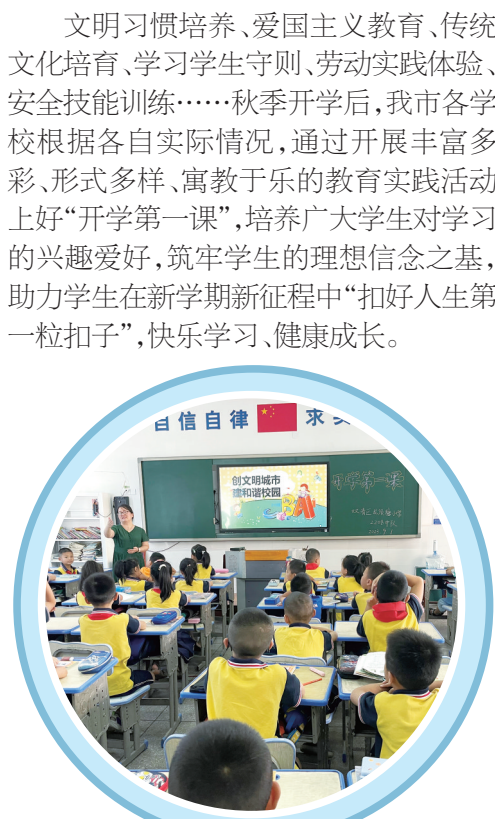 文明习惯培养、爱国主义教育、传统
文化培育、学习学生守则、劳动实践体验、
安全技能训练……秋季开学后,我市各学
校根据各自实际情况,通过开展丰富多
彩、形式多样、寓教于乐的教育实践活动
上好“开学第一课”,培养广大学生对学习
的兴趣爱好,筑牢学生的理想信念之基,
助力学生在新学期新征程中“扣好人生第
一粒扣子”,快乐学习、健康成长。
自信自律 求实
创文明城市
建和谐校园
开学第一课